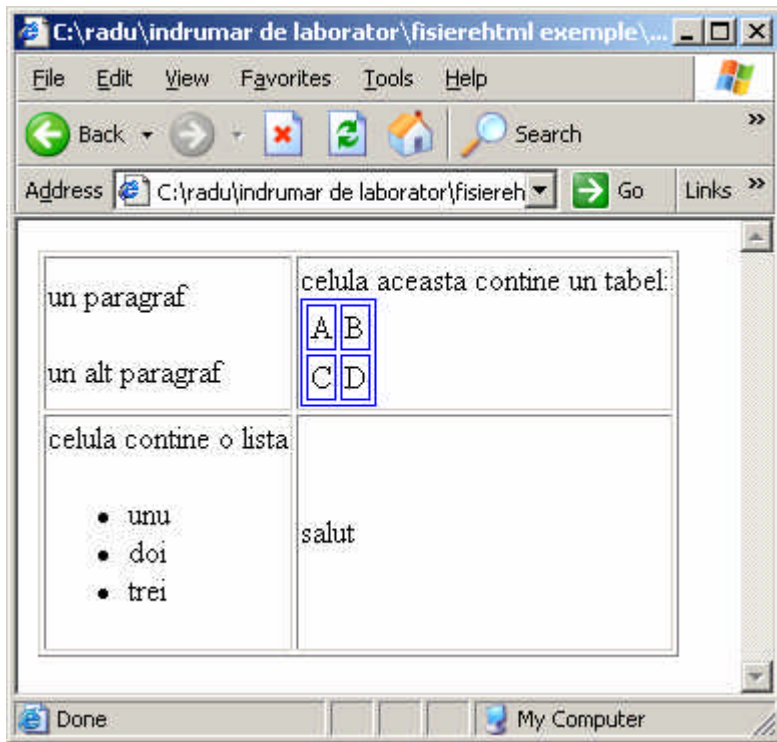 C:\radu\indrumar de laborator\fisierehtml exemple\...
File Edit View Favorites Tools Help
Back Search »
Address C:\radu\indrumar de laborator\fisiereh Go Links »
un paragraf
un alt paragraf
celula aceasta contine un tabel:
A B
C D
celula contine o lista
• unu
• doi
• trei
salut
Done My Computer